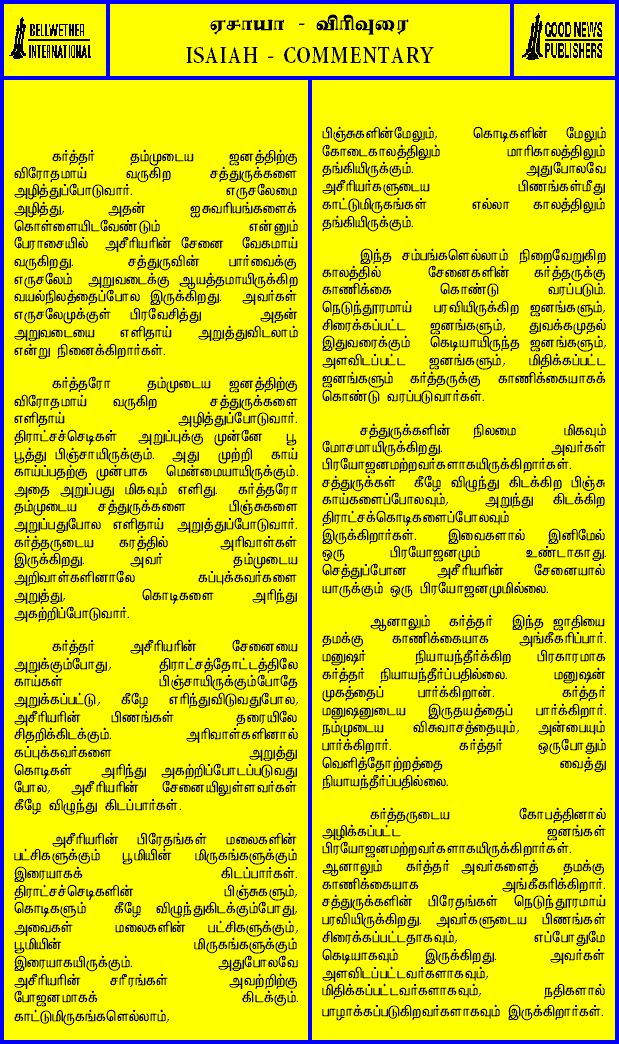 BELLWETHER
INTERNATIONAL
ஏசாயா - விரிவுரை
ISAIAH - COMMENTARY
GOOD NEWS
PUBLISHERS
கர்த்தர் தம்முடைய ஜனத்திற்கு
விரோதமாய் வருகிற சத்துருக்களை
அழித்துப்போடுவார். எருசலேமை
அழித்து, அதன் ஐசுவரியங்களைக்
கொள்ளையிடவேண்டும் என்னும்
பேராசையில் அசீரியரின் சேனை வேகமாய்
வருகிறது. சத்துருவின் பார்வைக்கு
எருசலேம் அறுவடைக்கு ஆயத்தமாயிருக்கிற
வயல்நிலத்தைப்போல இருக்கிறது. அவர்கள்
எருசலேமுக்குள் பிரவேசித்து அதன்
அறுவடையை எளிதாய் அறுத்துவிடலாம்
என்று நினைக்கிறார்கள்.
கர்த்தரோ தம்முடைய ஜனத்திற்கு
விரோதமாய் வருகிற சத்துருக்களை
எளிதாய் அழித்துப்போடுவார்.
திராட்சச்செடிகள் அறுப்புக்கு முன்னே பூ
பூத்து பிஞ்சாயிருக்கும். அது முற்றி காய்
காய்ப்பதற்கு முன்பாக மென்மையாயிருக்கும்.
அதை அறுப்பது மிகவும் எளிது. கர்த்தரோ
தம்முடைய சத்துருக்களை பிஞ்சுகளை
அறுப்பதுபோல எளிதாய் அறுத்துப்போடுவார்.
கர்த்தருடைய கரத்தில் அரிவாள்கள்
இருக்கிறது. அவர் தம்முடைய
அறிவாள்களினாலே கப்புக்கவர்களை
அறுத்து, கொடிகளை அரிந்து
அகற்றிப்போடுவார்.
கர்த்தர் அசீரியரின் சேனையை
அறுக்கும்போது, திராட்சத்தோட்டத்திலே
காய்கள் பிஞ்சாயிருக்கும்போதே
அறுக்கப்பட்டு, கீழே எரிந்துவிடுவதுபோல,
அசீரியரின் பிணங்கள் தரையிலே
சிதறிக்கிடக்கும். அரிவாள்களினால்
கப்புக்கவர்களை அறுத்து
கொடிகள் அரிந்து அகற்றிப்போடப்படுவது
போல, அசீரியரின் சேனையிலுள்ளவர்கள்
கீழே விழுந்து கிடப்பார்கள்.
அசீரியரின் பிரேதங்கள் மலைகளின்
பட்சிகளுக்கும் பூமியின் மிருகங்களுக்கும்
இரையாகக் கிடப்பார்கள்.
திராட்சச்செடிகளின் பிஞ்சுகளும்,
கொடிகளும் கீழே விழுந்துகிடக்கும்போது,
அவைகள் மலைகளின் பட்சிகளுக்கும்,
பூமியின் மிருகங்களுக்கும்
இரையாகயிருக்கும். அதுபோலவே
அசீரியரின் சரீரங்கள் அவற்றிற்கு
போஜனமாகக் கிடக்கும்.
காட்டுமிருகங்களெல்லாம்,
பிஞ்சுகளின்மேலும், கொடிகளின் மேலும்
கோடைகாலத்திலும் மாரிகாலத்திலும்
தங்கியிருக்கும். அதுபோலவே
அசீரியர்களுடைய பிணங்கள்மீது
காட்டுமிருகங்கள் எல்லா காலத்திலும்
தங்கியிருக்கும்.
இந்த சம்பங்களெல்லாம் நிறைவேறுகிற
காலத்தில் சேனைகளின் கர்த்தருக்கு
காணிக்கை கொண்டு வரப்படும்.
நெடுந்தூரமாய் பரவியிருக்கிற ஜனங்களும்,
சிரைக்கப்பட்ட ஜனங்களும், துவக்கமுதல்
இதுவரைக்கும் கெடியாயிருந்த ஜனங்களும்,
அளவிடப்பட்ட ஜனங்களும், மிதிக்கப்பட்ட
ஜனங்களும் கர்த்தருக்கு காணிக்கையாகக்
கொண்டு வரப்படுவார்கள்.
சத்துருக்களின் நிலமை மிகவும்
மோசமாயிருக்கிறது. அவர்கள்
பிரயோஜனமற்றவர்களாகயிருக்கிறார்கள்.
சத்துருக்கள் கீழே விழுந்து கிடக்கிற பிஞ்சு
காய்களைப்போலவும், அறுந்து கிடக்கிற
திராட்சக்கொடிகளைப்போலவும்
இருக்கிறார்கள். இவைகளால் இனிமேல்
ஒரு பிரயோஜனமும் உண்டாகாது.
செத்துப்போன அசீரியரின் சேனையால்
யாருக்கும் ஒரு பிரயோஜனமுமில்லை.
ஆனாலும் கர்த்தர் இந்த ஜாதியை
தமக்கு காணிக்கையாக அங்கீகரிப்பார்.
மனுஷர் நியாயந்தீர்க்கிற பிரகாரமாக
கர்த்தர் நியாயந்தீர்ப்பதில்லை. மனுஷன்
முகத்தைப் பார்க்கிறான். கர்த்தர்
மனுஷனுடைய இருதயத்தைப் பார்க்கிறார்.
நம்முடைய விசுவாசத்தையும், அன்பையும்
பார்க்கிறார். கர்த்தர் ஒருபோதும்
வெளித்தோற்றத்தை வைத்து
நியாயந்தீர்ப்பதில்லை.
கர்த்தருடைய கோபத்தினால்
அழிக்கப்பட்ட ஜனங்கள்
பிரயோஜனமற்றவர்களாகயிருக்கிறார்கள்.
ஆனாலும் கர்த்தர் அவர்களைத் தமக்கு
காணிக்கையாக அங்கீகரிக்கிறார்.
சத்துருக்களின் பிரேதங்கள் நெடுந்தூரமாய்
பரவியிருக்கிறது. அவர்களுடைய பிணங்கள்
சிரைக்கப்பட்டதாகவும், எப்போதுமே
கெடியாகவும் இருக்கிறது. அவர்கள்
அளவிடப்பட்டவர்களாகவும்,
மிதிக்கப்பட்டவர்களாகவும், நதிகளால்
பாழாக்கப்படுகிறவர்களாகவும் இருக்கிறார்கள்.